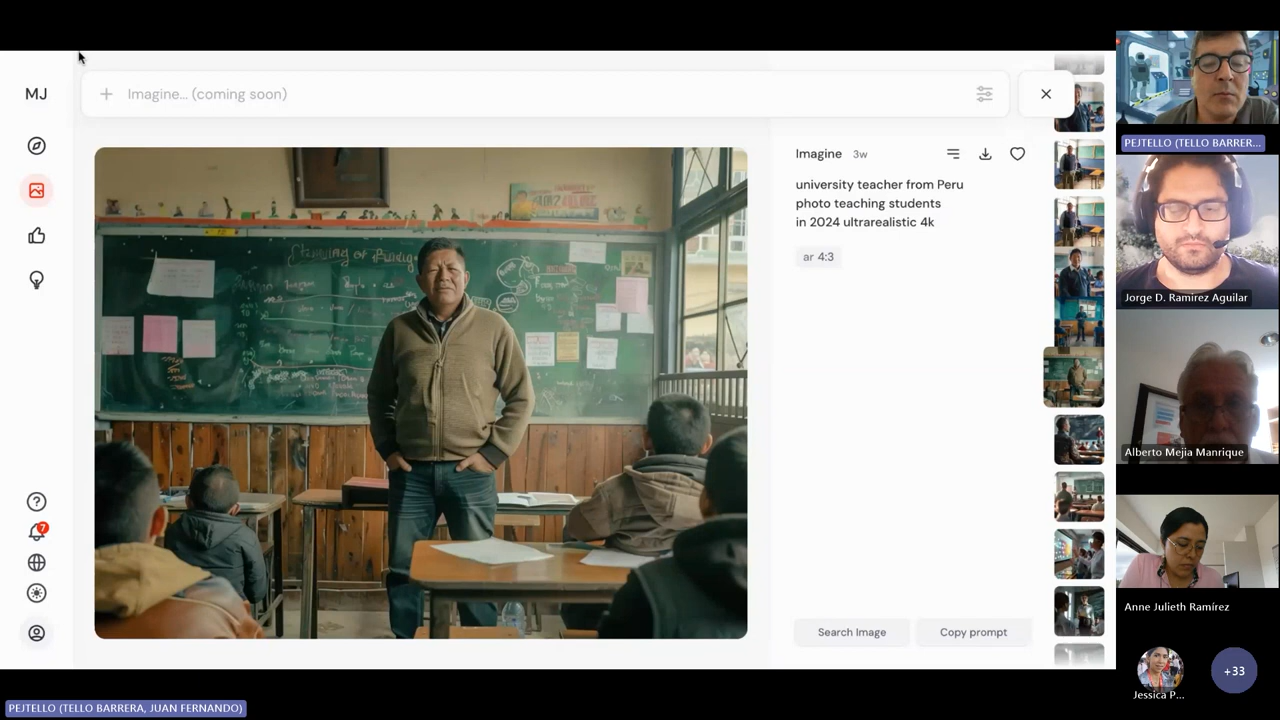 MJ
Imagine... (coming soon)
Imagine 3w
university teacher from Peru
photo teaching students
in 2024 ultrarealistic 4k
ar 4:3
Search Image
Copy prompt
7
PEJTELLO (TELLO BARRER...
Jorge D. Ramirez Aguilar
Alberto Mejia Manrique
Anne Julieth Ramírez
Jessica P...
+33
PEJTELLO (TELLO BARRERA, JUAN FERNANDO)